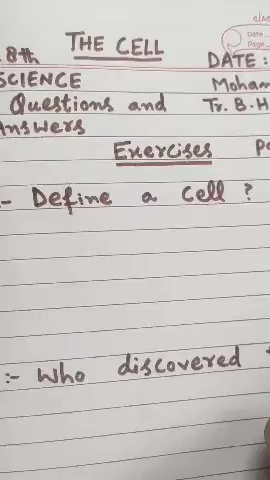 8th THE CELL DATE:
SCIENCE Moham
Questions and Tr. B.H
Answers
Exercises
:- Define a cell?
:- Who discovered